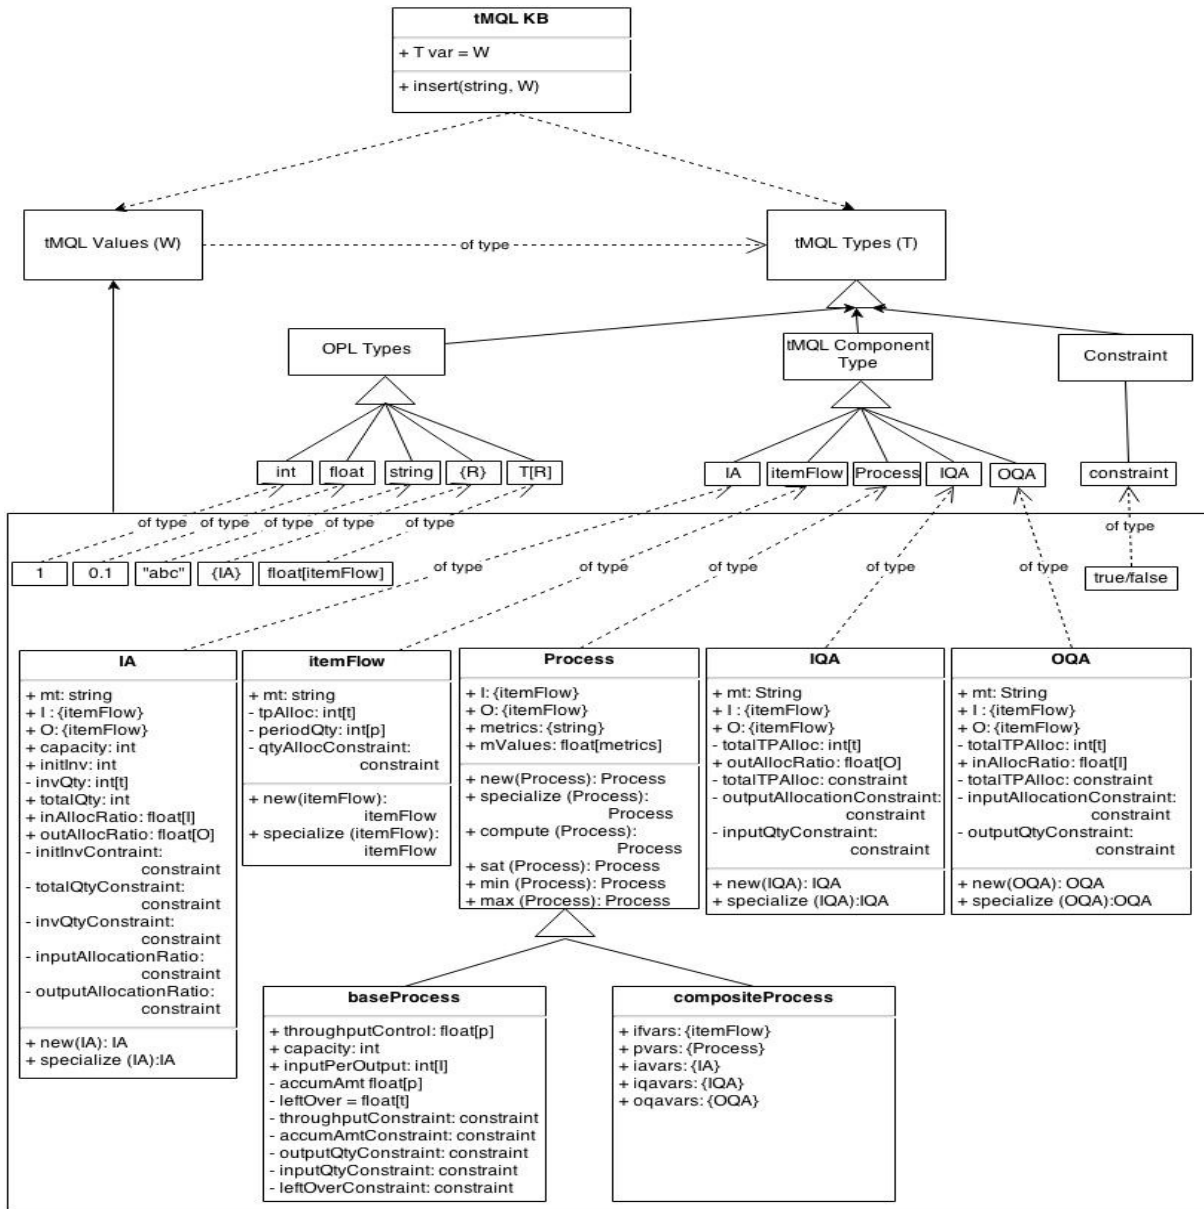 tMQL KB
+ T var = W
+ insert(string, W)
tMQL Values (W)
of type
tMQL Types (T)
OPL Types
tMQL Component
Type
Constraint
int
float
string
{R}
T[R]
IA
itemFlow
Process
IQA
OQA
constraint
of type
of type
of type
of type
of type
of type
1
0.1
"abc"
{IA}
float[itemFlow]
of type
of type
of type
of type
of type
true/false
IA
+ mt: string
+ I : {itemFlow}
+ O: {itemFlow}
+ capacity: int
+ initInv: int
- invQty: int[t]
+ totalQty: int
+ inAllocRatio: float[I]
+ outAllocRatio: float[O]
- initInvContraint:
constraint
- totalQtyConstraint:
constraint
- invQtyConstraint:
constraint
- inputAllocationRatio:
constraint
- outputAllocationRatio:
constraint
+ new(IA): IA
+ specialize (IA):IA
itemFlow
+ mt: string
- tpAlloc: int[t]
- periodQty: int[p]
- qtyAllocConstraint:
constraint
+ new(itemFlow):
itemFlow
+ specialize (itemFlow):
itemFlow
Process
+ I: {itemFlow}
+ O: {itemFlow}
+ metrics: {string}
+ mValues: float[metrics]
+ new(Process): Process
+ specialize (Process):
Process
+ compute (Process):
Process
+ sat (Process): Process
+ min (Process): Process
+ max (Process): Process
IQA
+ mt: String
+ I : {itemFlow}
+ O: {itemFlow}
- totalTPAlloc: int[t]
+ outAllocRatio: float[O]
- totalTPAlloc: constraint
- outputAllocationConstraint:
constraint
- inputQtyConstraint:
constraint
+ new(IQA): IQA
+ specialize (IQA):IQA
OQA
+ mt: String
+ I : {itemFlow}
+ O: {itemFlow}
- totalTPAlloc: int[t]
+ inAllocRatio: float[I]
- totalTPAlloc: constraint
- inputAllocationConstraint:
constraint
- outputQtyConstraint:
constraint
+ new(OQA): OQA
+ specialize (OQA):OQA
baseProcess
+ throughputControl: float[p]
+ capacity: int
+ inputPerOutput: int[I]
- accumAmt float[p]
- leftOver = float[t]
- throughputConstraint: constraint
- accumAmtConstraint: constraint
- outputQtyConstraint: constraint
- inputQtyConstraint: constraint
- leftOverConstraint: constraint
compositeProcess
+ ifvars: {itemFlow}
+ pvars: {Process}
+ iavars: {IA}
+ iqavars: {IQA}
+ oqavars: {OQA}